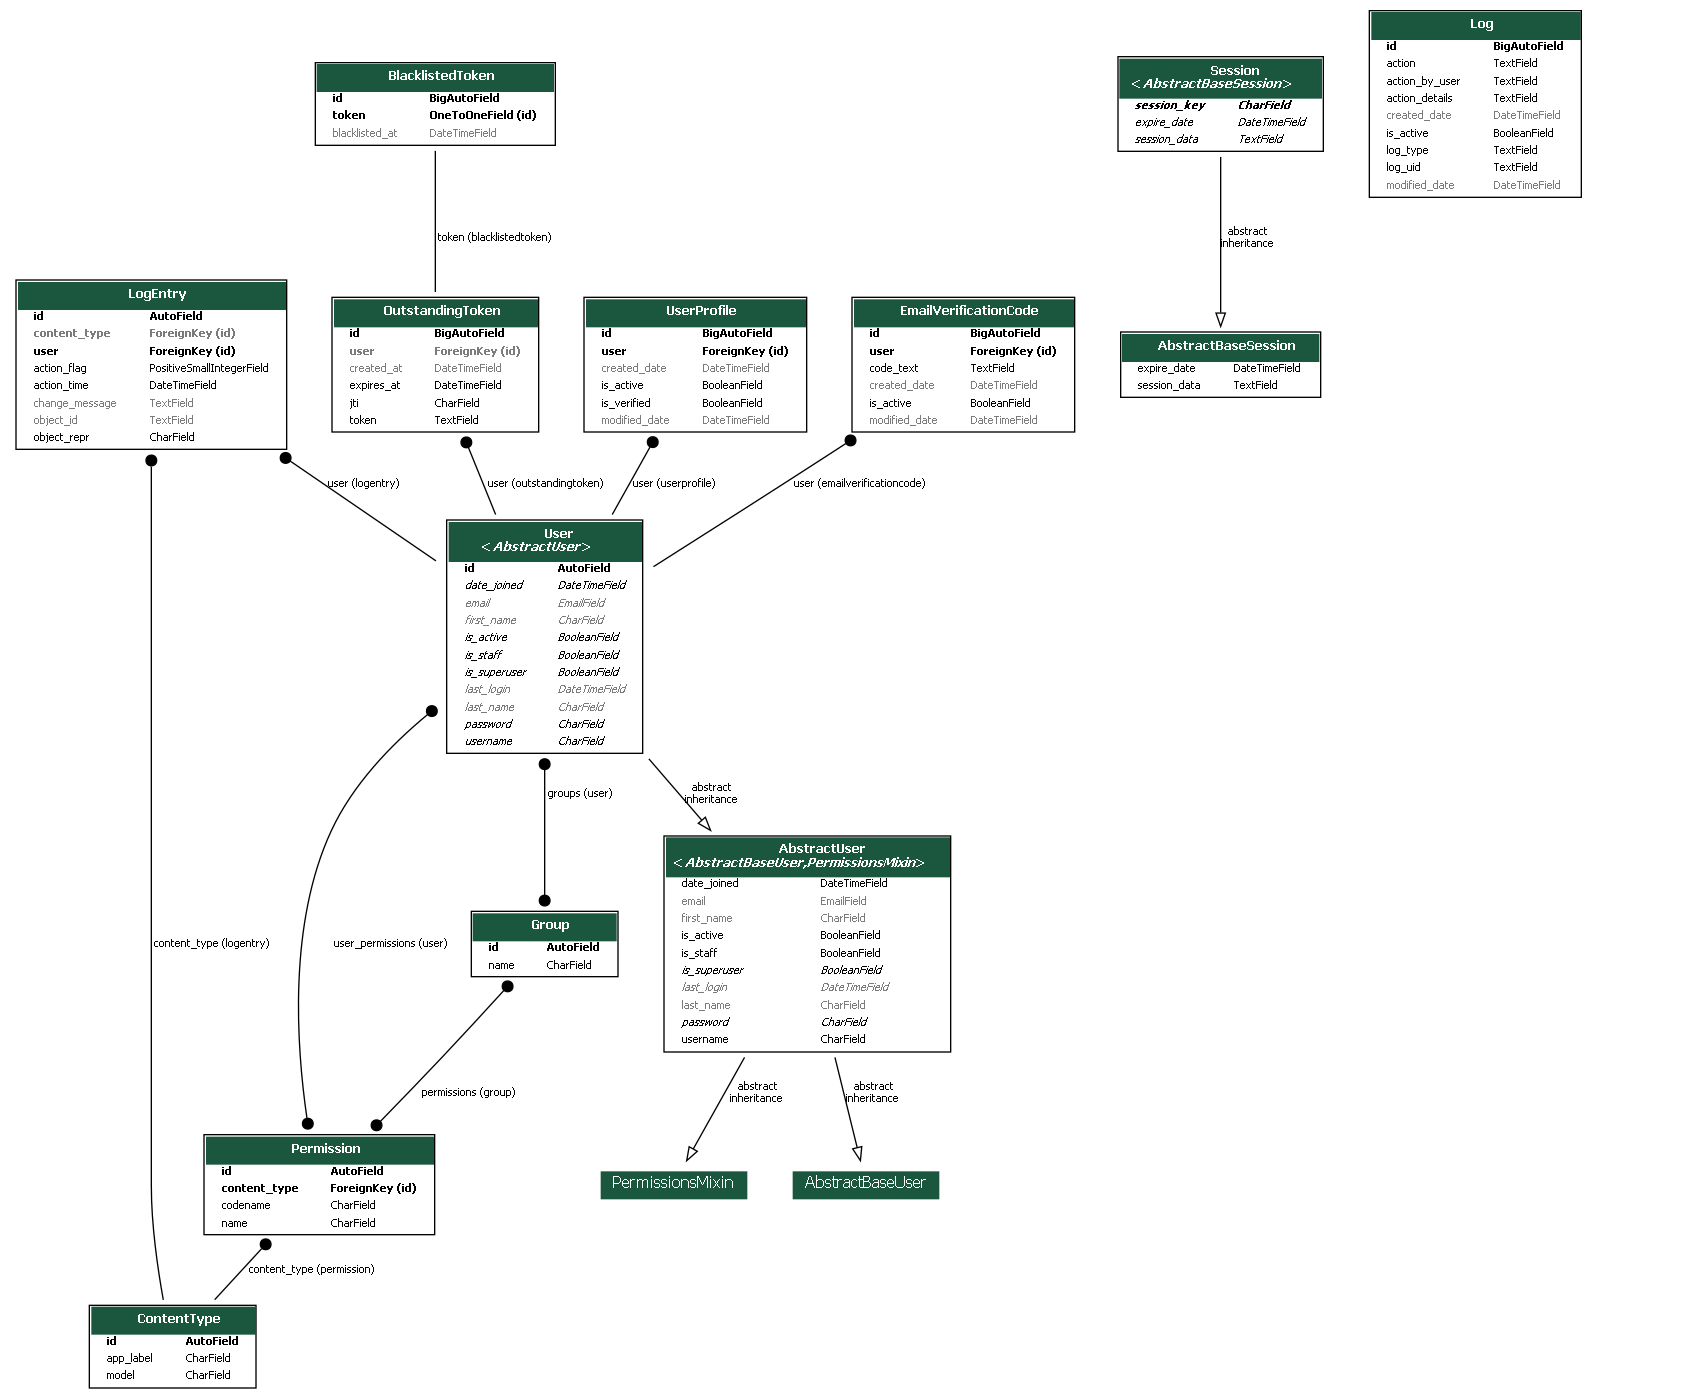 BlacklistedToken
id BigAutoField
token OneToOneField (id)
blacklisted_at DateTimeField
Session
<AbstractBaseSession>
session_key CharField
expire_date DateTimeField
session_data TextField
Log
id BigAutoField
action TextField
action_by_user TextField
action_details TextField
created_date DateTimeField
is_active BooleanField
log_type TextField
log_uid TextField
modified_date DateTimeField
token (blacklistedtoken)
abstract
inheritance
LogEntry
id AutoField
content_type ForeignKey (id)
user ForeignKey (id)
action_flag PositiveSmallIntegerField
action_time DateTimeField
change_message TextField
object_id TextField
object_repr CharField
OutstandingToken
id BigAutoField
user ForeignKey (id)
created_at DateTimeField
expires_at DateTimeField
jti CharField
token TextField
UserProfile
id BigAutoField
user ForeignKey (id)
created_date DateTimeField
is_active BooleanField
is_verified BooleanField
modified_date DateTimeField
EmailVerificationCode
id BigAutoField
user ForeignKey (id)
code_text TextField
created_date DateTimeField
is_active BooleanField
modified_date DateTimeField
AbstractBaseSession
expire_date DateTimeField
session_data TextField
user (logentry)
user (outstandingtoken)
user (userprofile)
user (emailverificationcode)
User
<AbstractUser>
id AutoField
date_joined DateTimeField
email EmailField
first_name CharField
is_active BooleanField
is_staff BooleanField
is_superuser BooleanField
last_login DateTimeField
last_name CharField
password CharField
username CharField
groups (user)
abstract
inheritance
AbstractUser
<AbstractBaseUser,PermissionsMixin>
date_joined DateTimeField
email EmailField
first_name CharField
is_active BooleanField
is_staff BooleanField
is_superuser BooleanField
last_login DateTimeField
last_name CharField
password CharField
username CharField
content_type (logentry)
user_permissions (user)
Group
id AutoField
name CharField
permissions (group)
abstract
inheritance
abstract
inheritance
Permission
id AutoField
content_type ForeignKey (id)
codename CharField
name CharField
PermissionsMixin
AbstractBaseUser
content_type (permission)
ContentType
id AutoField
app_label CharField
model CharField